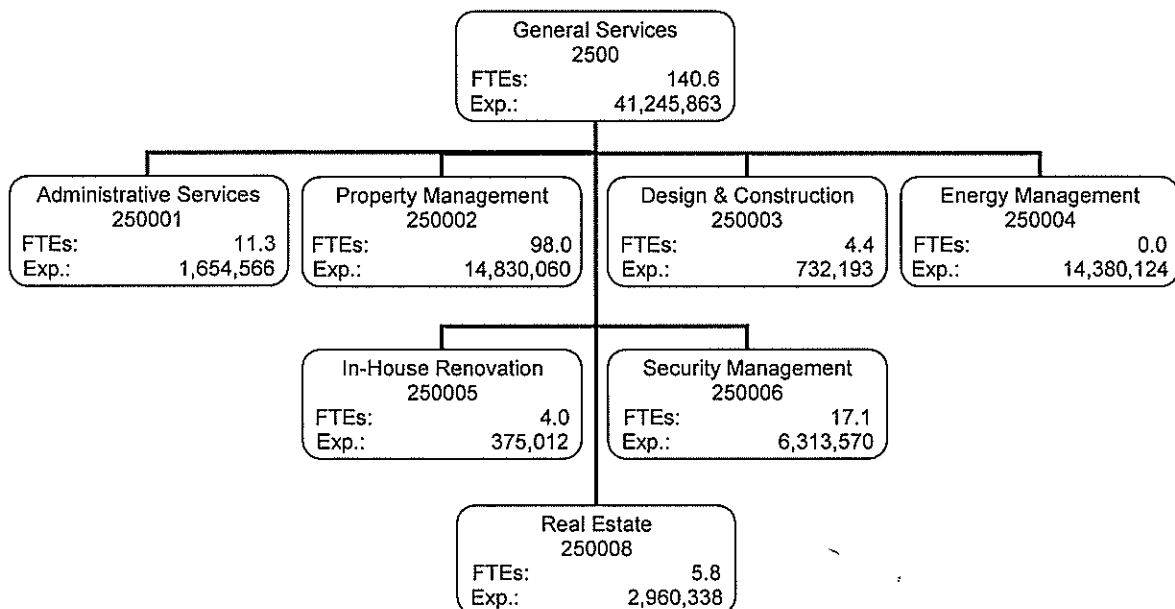 General Services
2500
FTEs: 140.6
Exp.: 41,245,863
Administrative Services
250001
FTEs: 11.3
Exp.: 1,654,566
Property Management
250002
FTEs: 98.0
Exp.: 14,830,060
Design & Construction
250003
FTEs: 4.4
Exp.: 732,193
Energy Management
250004
FTEs: 0.0
Exp.: 14,380,124
In-House Renovation
250005
FTEs: 4.0
Exp.: 375,012
Security Management
250006
FTEs: 17.1
Exp.: 6,313,570
Real Estate
250008
FTEs: 5.8
Exp.: 2,960,338